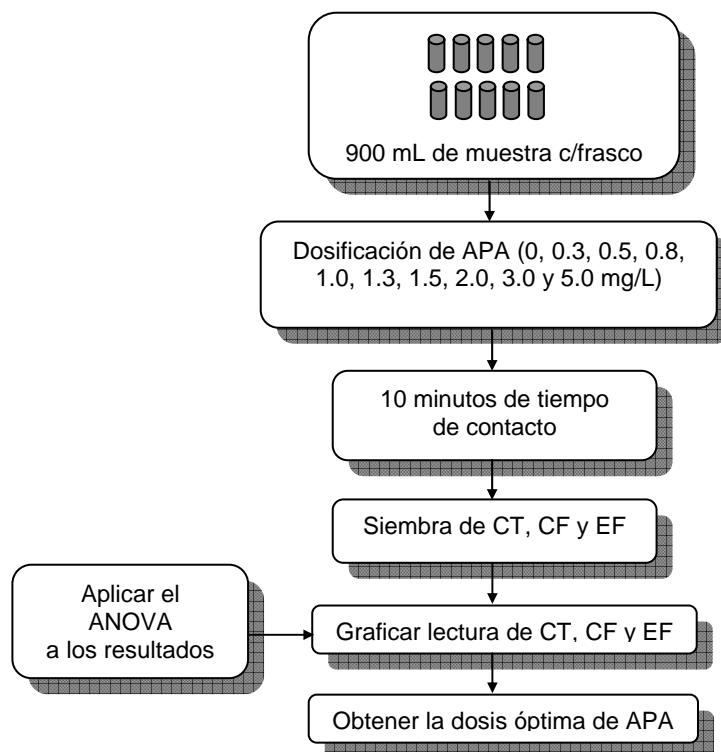 900 mL de muestra c/frasco
Dosificación de APA (0, 0.3, 0.5, 0.8,
1.0, 1.3, 1.5, 2.0, 3.0 y 5.0 mg/L)
10 minutos de tiempo
de contacto
Siembra de CT, CF y EF
Aplicar el
ANOVA
a los resultados
Graficar lectura de CT, CF y EF
Obtener la dosis óptima de APA